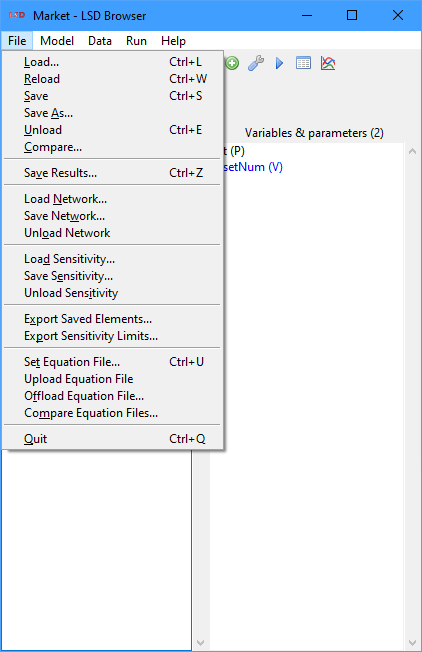 LSD Market - LSD Browser
File Model Data Run Help
Load... Ctrl+L
Reload Ctrl+W
Save Ctrl+S
Save As...
Unload Ctrl+E
Compare...
Save Results... Ctrl+Z
Load Network...
Save Network...
Unload Network
Load Sensitivity...
Save Sensitivity...
Unload Sensitivity
Export Saved Elements...
Export Sensitivity Limits...
Set Equation File... Ctrl+U
Upload Equation File
Offload Equation File...
Compare Equation Files...
Quit Ctrl+Q
Variables & parameters (2)
t (P)
setNum (V)